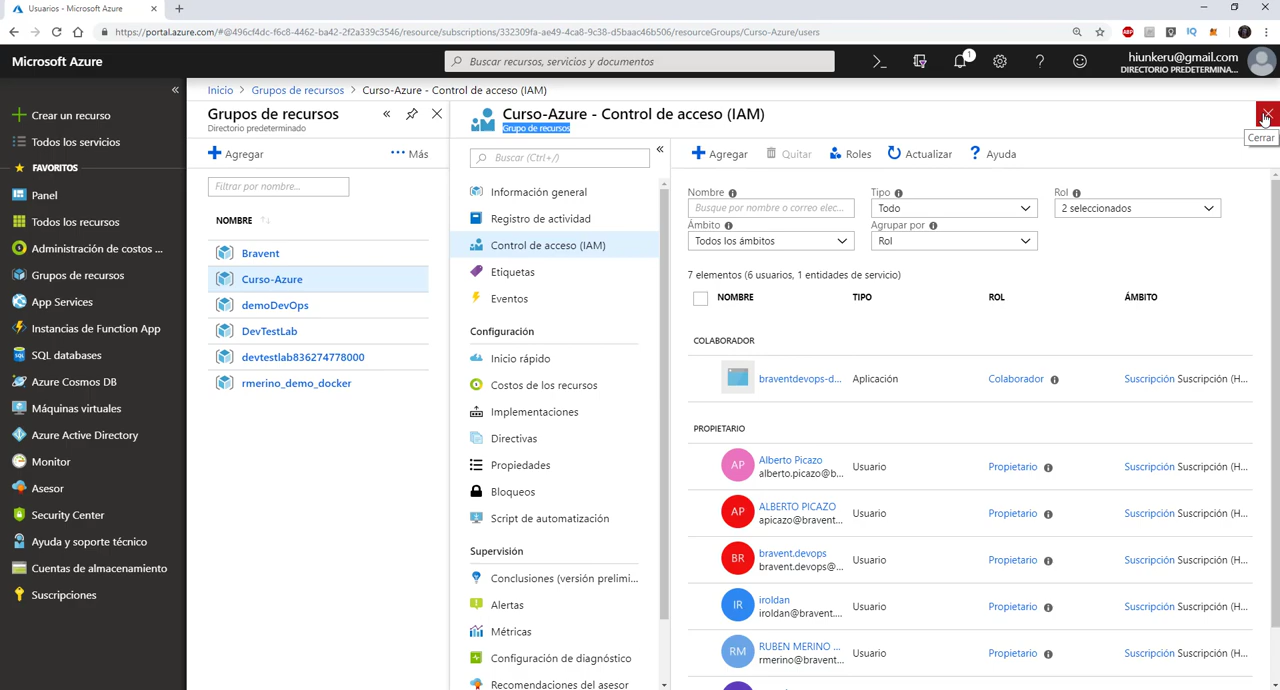 Usuarios - Microsoft Azure
https://portal.azure.com/#@496cf4dc-f6c8-4462-ba42-2f2a339c3546/resource/subscriptions/332309fa-ae49-4ca8-9c38-d5baac46b506/resourceGroups/Curso-Azure/users
Microsoft Azure
Buscar recursos, servicios y documentos
1
hiunkeru@gmail.com
DIRECTORIO PREDETERMINA...
Crear un recurso
Todos los servicios
FAVORITOS
Panel
Todos los recursos
Administración de costos ...
Grupos de recursos
App Services
Instancias de Function App
SQL databases
Azure Cosmos DB
Máquinas virtuales
Azure Active Directory
Monitor
Asesor
Security Center
Ayuda y soporte técnico
Cuentas de almacenamiento
Suscripciones
Inicio > Grupos de recursos > Curso-Azure - Control de acceso (IAM)
Grupos de recursos
Directorio predeterminado
Agregar
Más
Filtrar por nombre...
NOMBRE
Bravent
Curso-Azure
demoDevOps
DevTestLab
devtestlab836274778000
rmerino_demo_docker
Curso-Azure - Control de acceso (IAM)
Grupo de recursos
Cerrar
Buscar (Ctrl+/)
Información general
Registro de actividad
Control de acceso (IAM)
Etiquetas
Eventos
Configuración
Inicio rápido
Costos de los recursos
Implementaciones
Directivas
Propiedades
Bloqueos
Script de automatización
Supervisión
Conclusiones (versión prelimi...
Alertas
Métricas
Configuración de diagnóstico
Recomendaciones del asesor
Agregar Quitar Roles Actualizar Ayuda
Nombre Tipo Rol
Busque por nombre o correo elec... Todo 2 seleccionados
Ámbito Agrupar por
Todos los ámbitos Rol
7 elementos (6 usuarios, 1 entidades de servicio)
NOMBRE TIPO ROL ÁMBITO
COLABORADOR
braventdevops-d... Aplicación Colaborador Suscripción Suscripción (H...
PROPIETARIO
AP Alberto Picazo Usuario Propietario Suscripción Suscripción (H...
alberto.picazo@b...
AP ALBERTO PICAZO Usuario Propietario Suscripción Suscripción (H...
apicazo@bravent...
BR bravent.devops Usuario Propietario Suscripción Suscripción (H...
bravent.devops@...
IR iroldan Usuario Propietario Suscripción Suscripción (H...
iroldan@bravent....
RM RUBEN MERINO ... Usuario Propietario Suscripción Suscripción (H...
rmerino@bravent...